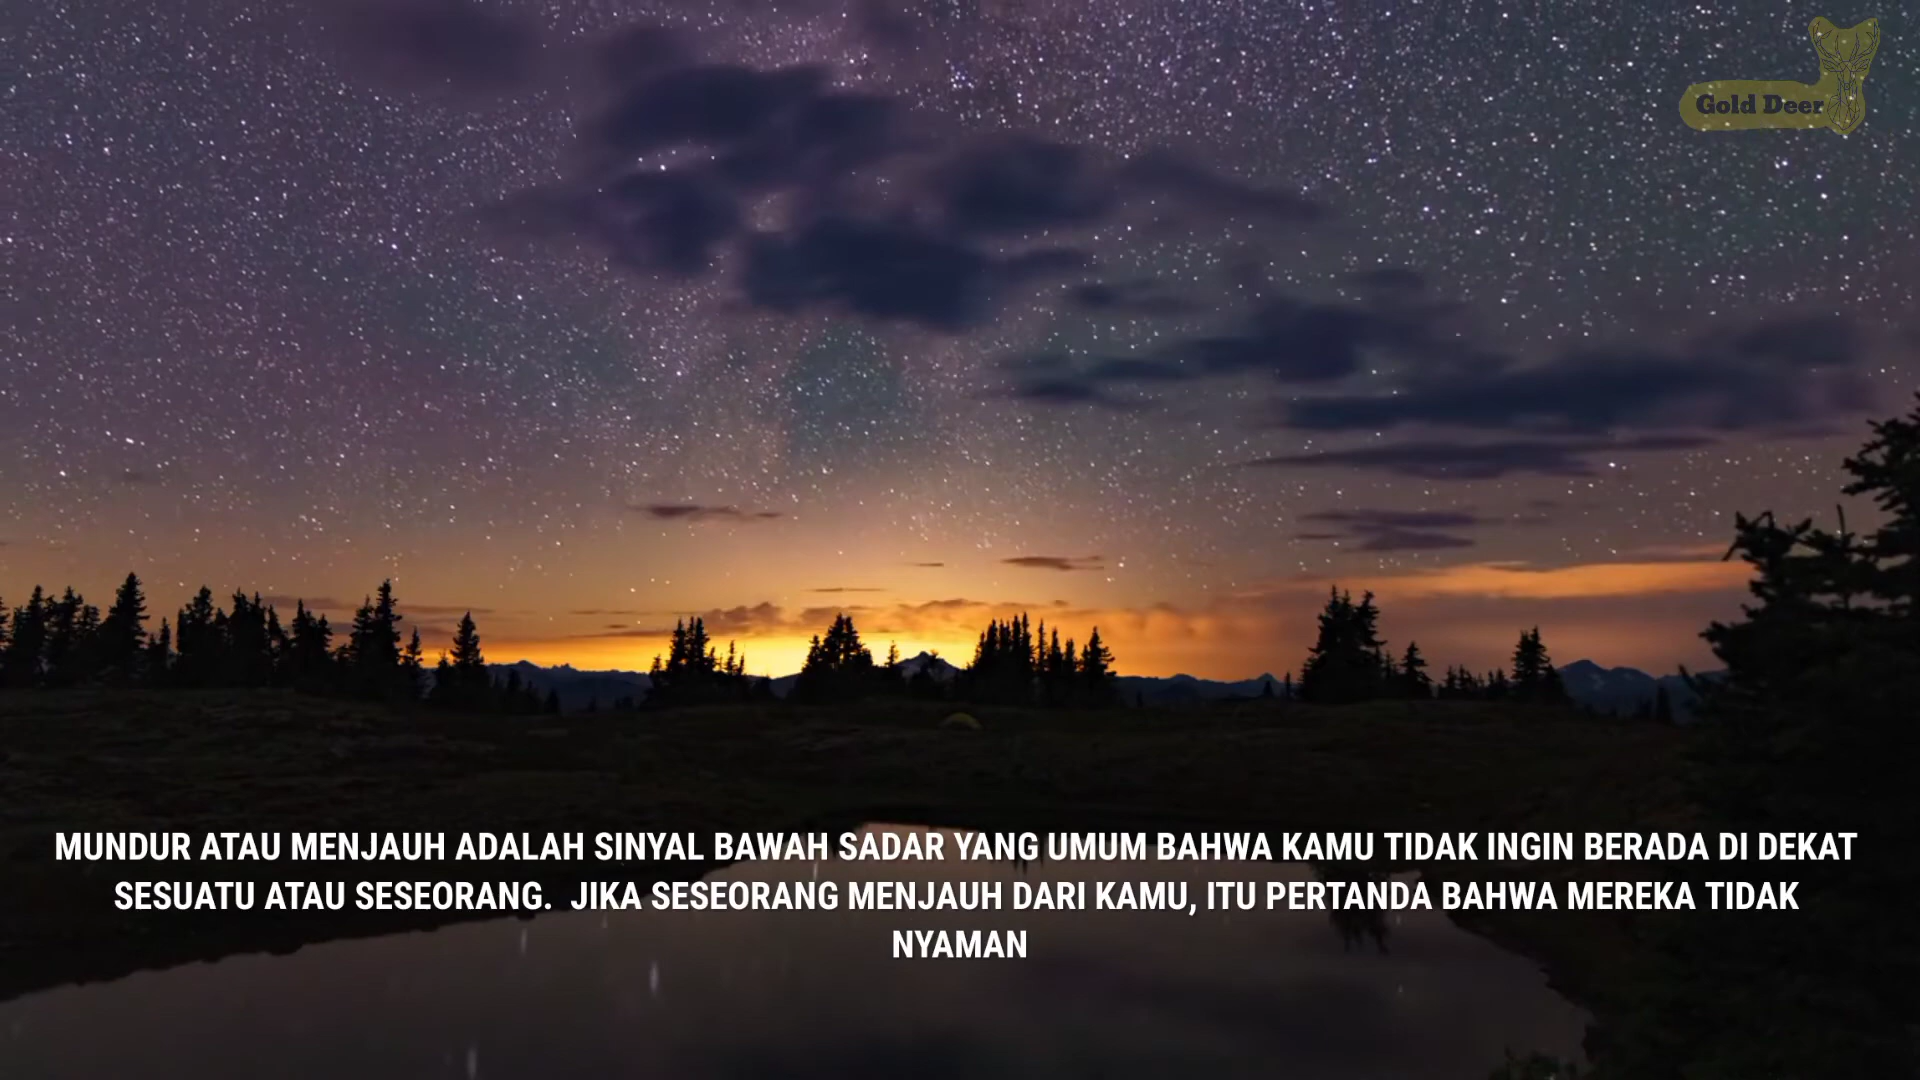 Gold Deer
MUNDUR ATAU MENJAUH ADALAH SINYAL BAWAH SADAR YANG UMUM BAHWA KAMU TIDAK INGIN BERADA DI DEKAT
SESUATU ATAU SESEORANG. JIKA SESEORANG MENJAUH DARI KAMU, ITU PERTANDA BAHWA MEREKA TIDAK
NYAMAN